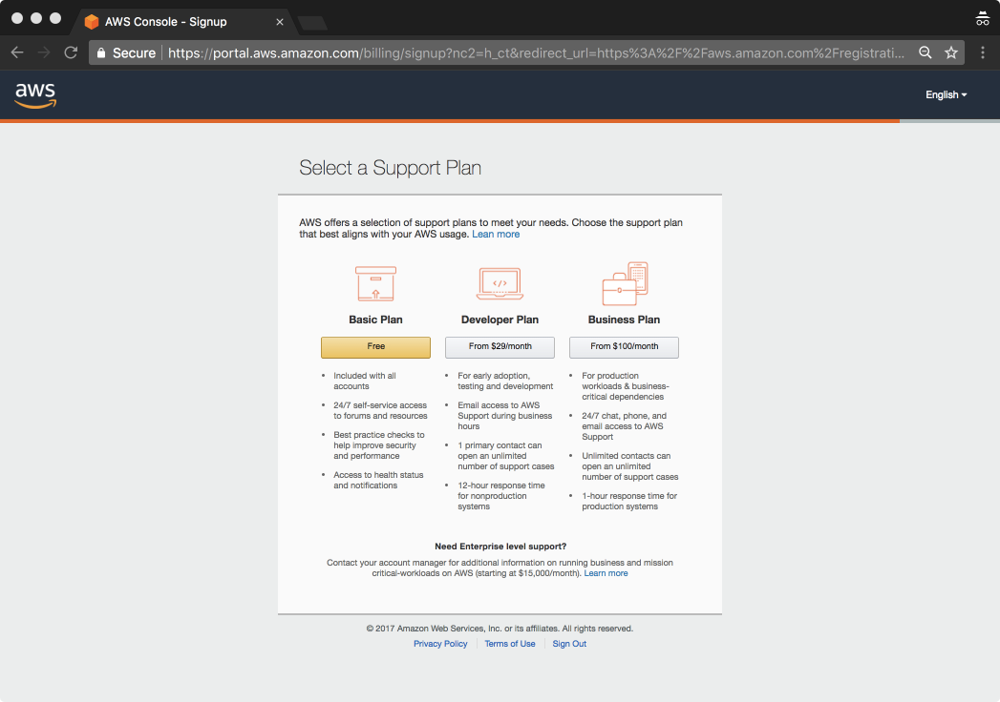 AWS Console - Signup
Secure https://portal.aws.amazon.com/billing/signup?nc2=h_ct&redirect_url=https%3A%2F%2Faws.amazon.com%2Fregistrati...
aws
English
Select a Support Plan
AWS offers a selection of support plans to meet your needs. Choose the support plan
that best aligns with your AWS usage. Learn more
</>
Basic Plan
Free
• Included with all
accounts
• 24/7 self-service access
to forums and resources
• Best practice checks to
help improve security
and performance
• Access to health status
and notifications
Developer Plan
From $29/month
• For early adoption,
testing and development
• Email access to AWS
Support during business
hours
• 1 primary contact can
open an unlimited
number of support cases
• 12-hour response time
for nonproduction
systems
Business Plan
From $100/month
• For production
workloads & business-
critical dependencies
• 24/7 chat, phone, and
email access to AWS
Support
• Unlimited contacts can
open an unlimited
number of support cases
• 1-hour response time for
production systems
Need Enterprise level support?
Contact your account manager for additional information on running business and mission
critical-workloads on AWS (starting at $15,000/month). Learn more
© 2017 Amazon Web Services, Inc. or its affiliates. All rights reserved.
Privacy Policy | Terms of Use | Sign Out